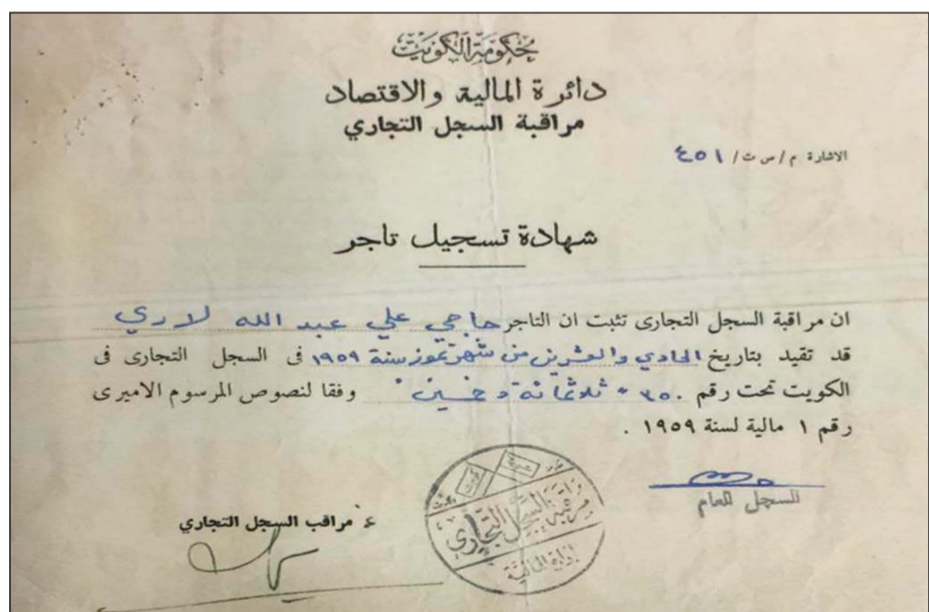 حكومة الكويت
دائرة المالية والاقتصاد
مراقبة السجل التجاري
الاشارة م/س ت/ ٤٥١
شهادة تسجيل تاجر
ان مراقبة السجل التجارى تثبت ان التاجر حاجي علي عبد الله لاري
قد تقيد بتاريخ الحادي والعشرين من شهر تموز سنة ١٩٥٩ فى السجل التجارى فى
الكويت تحت رقم ٣٥٠ " ثلاثمائة وخمسين " وفقا لنصوص المرسوم الاميرى
رقم ١ مالية لسنة ١٩٥٩ .
المسجل العام
ع مراقب السجل التجاري
مراقبة السجل التجاري